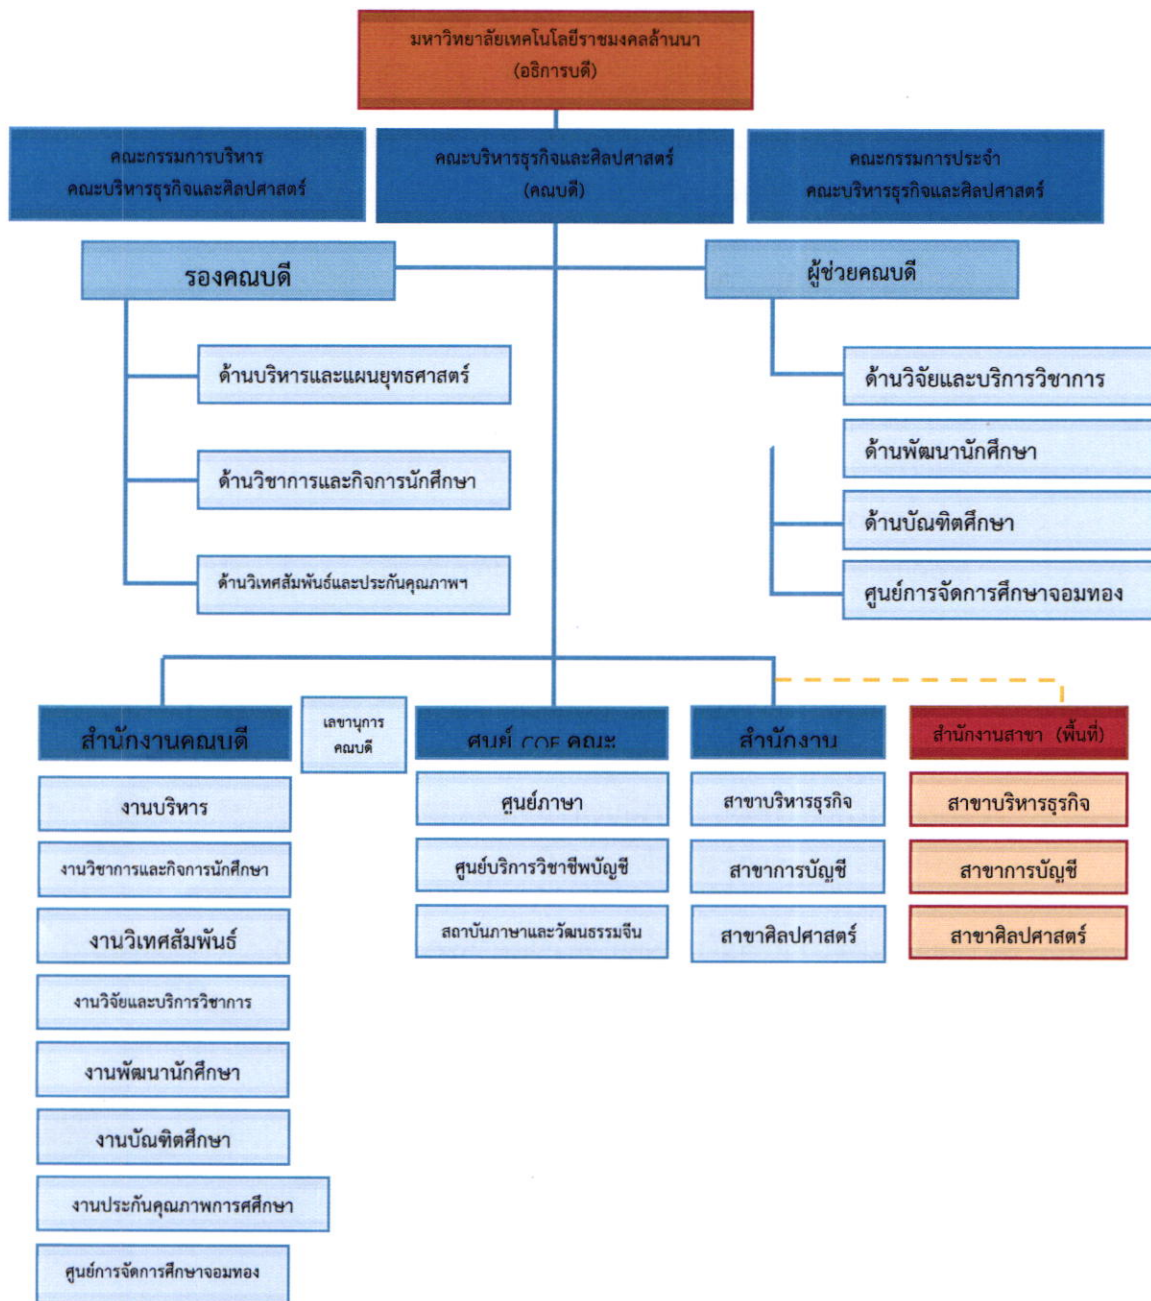 มหาวิทยาลัยเทคโนโลยีราชมงคลล้านนา
(อธิการบดี)
คณะกรรมการบริหาร
คณะบริหารธุรกิจและศิลปศาสตร์
คณะบริหารธุรกิจและศิลปศาสตร์
(คณบดี)
คณะกรรมการประจำ
คณะบริหารธุรกิจและศิลปศาสตร์
รองคณบดี
ผู้ช่วยคณบดี
ด้านบริหารและแผนยุทธศาสตร์
ด้านวิชาการและกิจการนักศึกษา
ด้านวิเทศสัมพันธ์และประกันคุณภาพฯ
ด้านวิจัยและบริการวิชาการ
ด้านพัฒนานักศึกษา
ด้านบัณฑิตศึกษา
ศูนย์การจัดการศึกษาจอมทอง
สำนักงานคณบดี
เลขานุการ
คณบดี
ศูนย์ COE คณะ
สำนักงาน
สำนักงานสาขา (พื้นที่)
งานบริหาร
งานวิชาการและกิจการนักศึกษา
งานวิเทศสัมพันธ์
งานวิจัยและบริการวิชาการ
งานพัฒนานักศึกษา
งานบัณฑิตศึกษา
งานประกันคุณภาพการศศึกษา
ศูนย์การจัดการศึกษาจอมทอง
ศูนย์ภาษา
ศูนย์บริการวิชาชีพบัญชี
สถาบันภาษาและวัฒนธรรมจีน
สาขาบริหารธุรกิจ
สาขาการบัญชี
สาขาศิลปศาสตร์
สาขาบริหารธุรกิจ
สาขาการบัญชี
สาขาศิลปศาสตร์